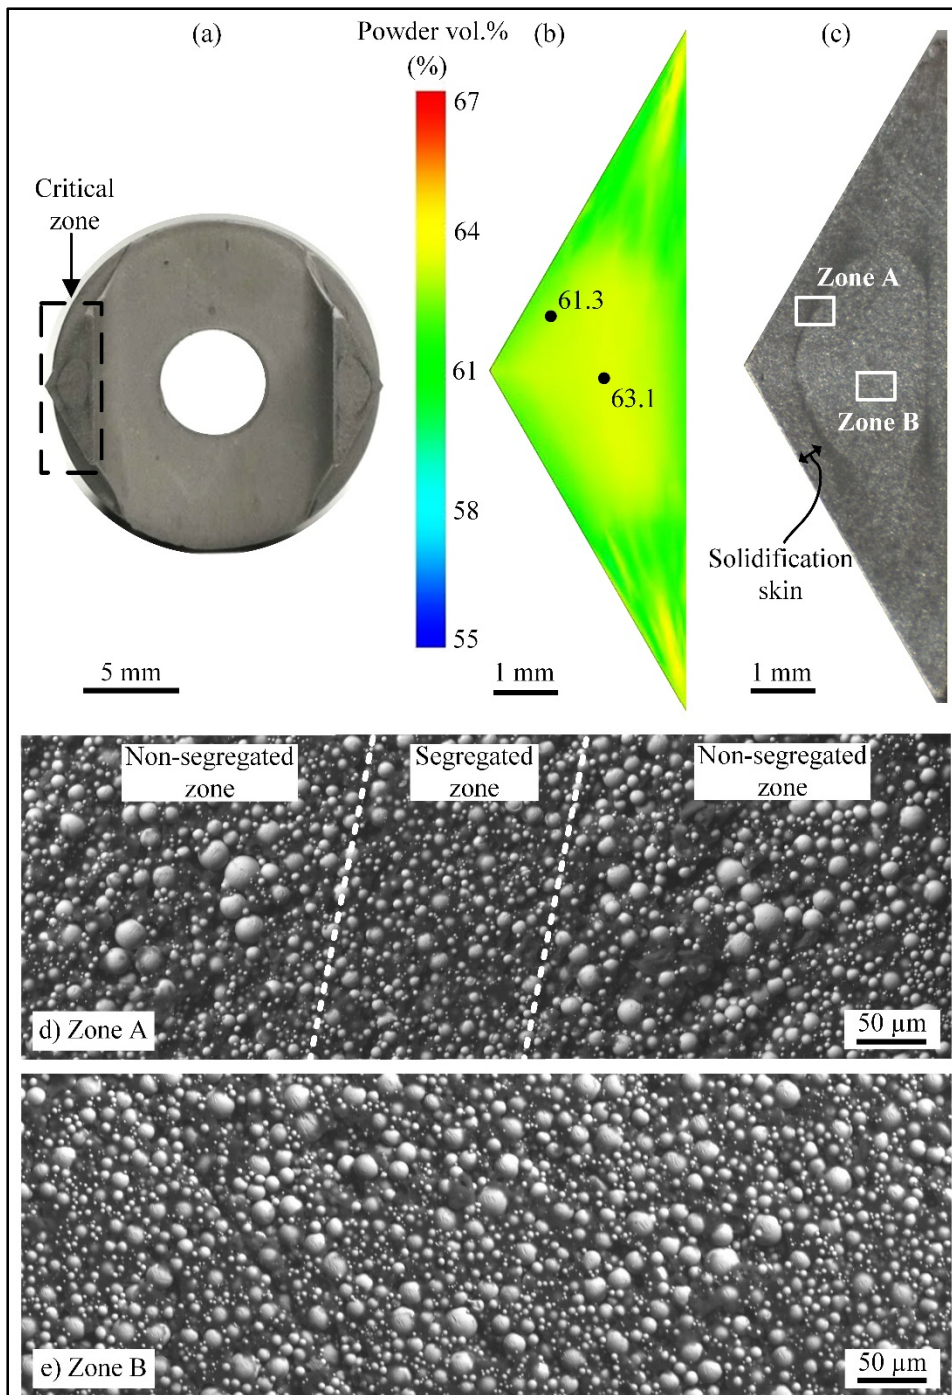 (a)
Powder vol.%
(%)
(b)
(c)
67
64
61
58
55
Critical
zone
61.3
63.1
Zone A
Zone B
Solidification
skin
5 mm
1 mm
1 mm
Non-segregated
zone
Segregated
zone
Non-segregated
zone
d) Zone A
50 µm
e) Zone B
50 µm